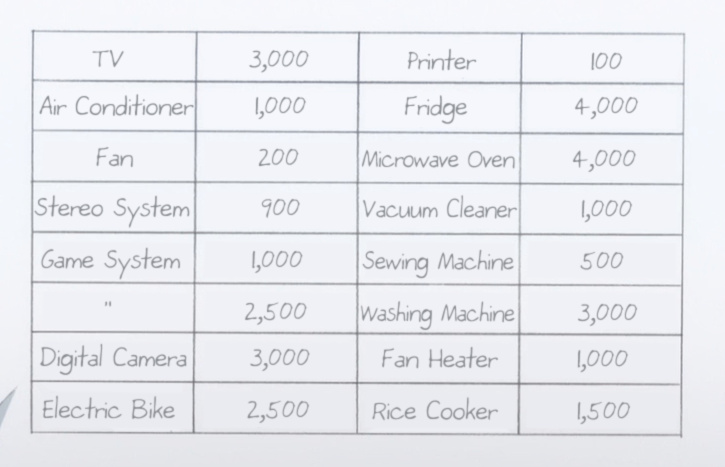 TV 3,000 Printer 100
Air Conditioner 1,000 Fridge 4,000
Fan 200 Microwave Oven 4,000
Stereo System 900 Vacuum Cleaner 1,000
Game System 1,000 Sewing Machine 500
" 2,500 Washing Machine 3,000
Digital Camera 3,000 Fan Heater 1,000
Electric Bike 2,500 Rice Cooker 1,500